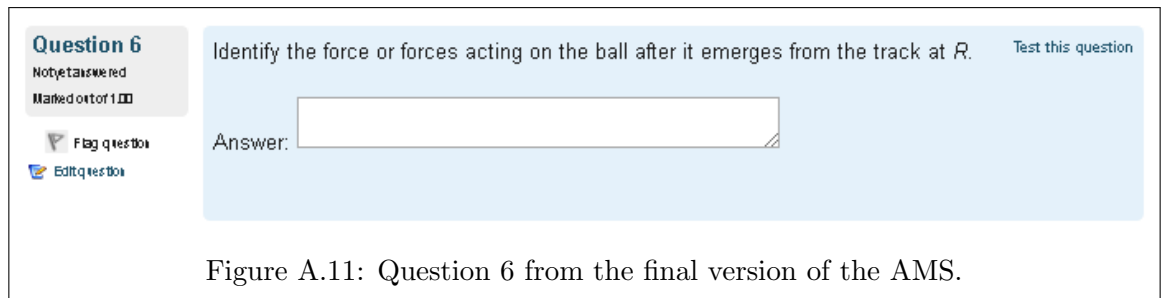 Question 6
Not yet answered
Marked out of 1.00
Flag question
Edit question
Identify the force or forces acting on the ball after it emerges from the track at R.
Test this question
Answer:
Figure A.11: Question 6 from the final version of the AMS.